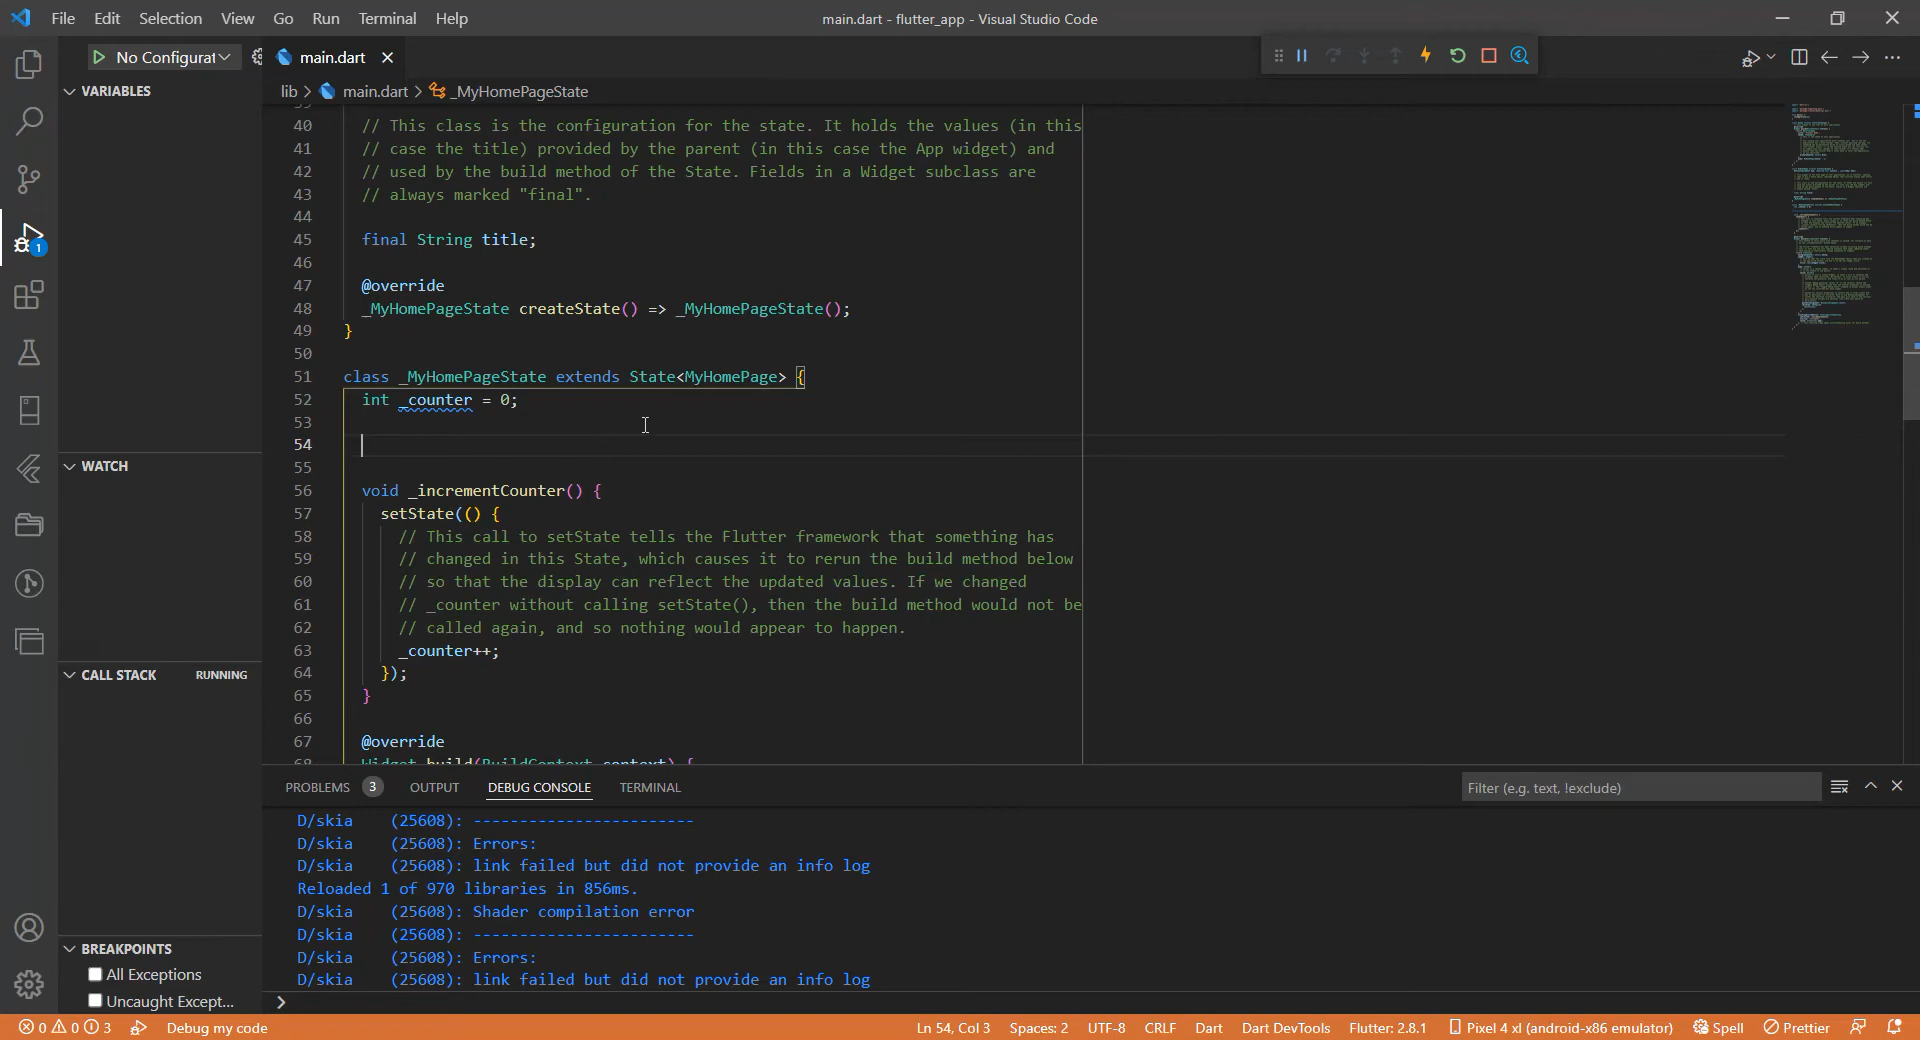 File Edit Selection View Go Run Terminal Help
main.dart - flutter_app - Visual Studio Code
No Configurat
main.dart
lib > main.dart > _MyHomePageState
VARIABLES
WATCH
CALL STACK RUNNING
BREAKPOINTS
All Exceptions
Uncaught Except...
1
40 // This class is the configuration for the state. It holds the values (in this
41 // case the title) provided by the parent (in this case the App widget) and
42 // used by the build method of the State. Fields in a Widget subclass are
43 // always marked "final".
44
45 final String title;
46
47 @override
48 _MyHomePageState createState() => _MyHomePageState();
49 }
50
51 class _MyHomePageState extends State<MyHomePage> {
52 int _counter = 0;
53
54
55
56 void _incrementCounter() {
57 setState(() {
58 // This call to setState tells the Flutter framework that something has
59 // changed in this State, which causes it to rerun the build method below
60 // so that the display can reflect the updated values. If we changed
61 // _counter without calling setState(), then the build method would not be
62 // called again, and so nothing would appear to happen.
63 _counter++;
64 });
65 }
66
67 @override
68 Widget build(BuildContext context) {
PROBLEMS 3 OUTPUT DEBUG CONSOLE TERMINAL
Filter (e.g. text, !exclude)
D/skia (25608): ------------------------
D/skia (25608): Errors:
D/skia (25608): link failed but did not provide an info log
Reloaded 1 of 970 libraries in 856ms.
D/skia (25608): Shader compilation error
D/skia (25608): ------------------------
D/skia (25608): Errors:
D/skia (25608): link failed but did not provide an info log
>
0 0 3 Debug my code
Ln 54, Col 3 Spaces: 2 UTF-8 CRLF Dart Dart DevTools Flutter: 2.8.1 Pixel 4 xl (android-x86 emulator) Spell Prettier